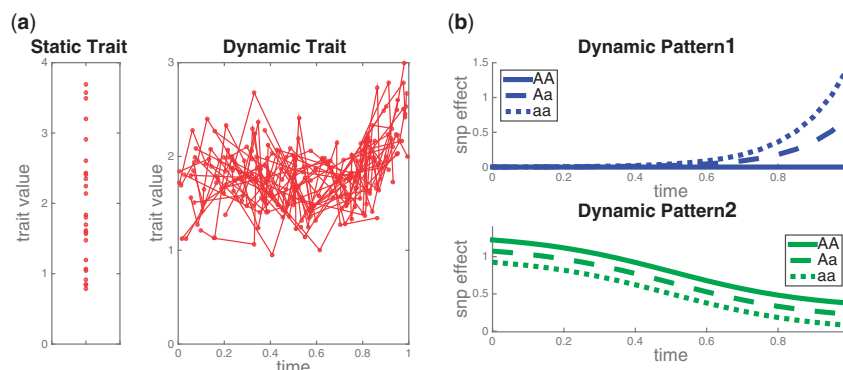 (a)
Static Trait
trait value
4
3
2
1
0
Dynamic Trait
trait value
3
2
1
0
0 0.2 0.4 0.6 0.8 1
time
(b)
Dynamic Pattern1
snp effect
1.5
1
0.5
0
AA
Aa
aa
0 0.2 0.4 0.6 0.8
time
Dynamic Pattern2
snp effect
1
0.5
0
AA
Aa
aa
0 0.2 0.4 0.6 0.8
time